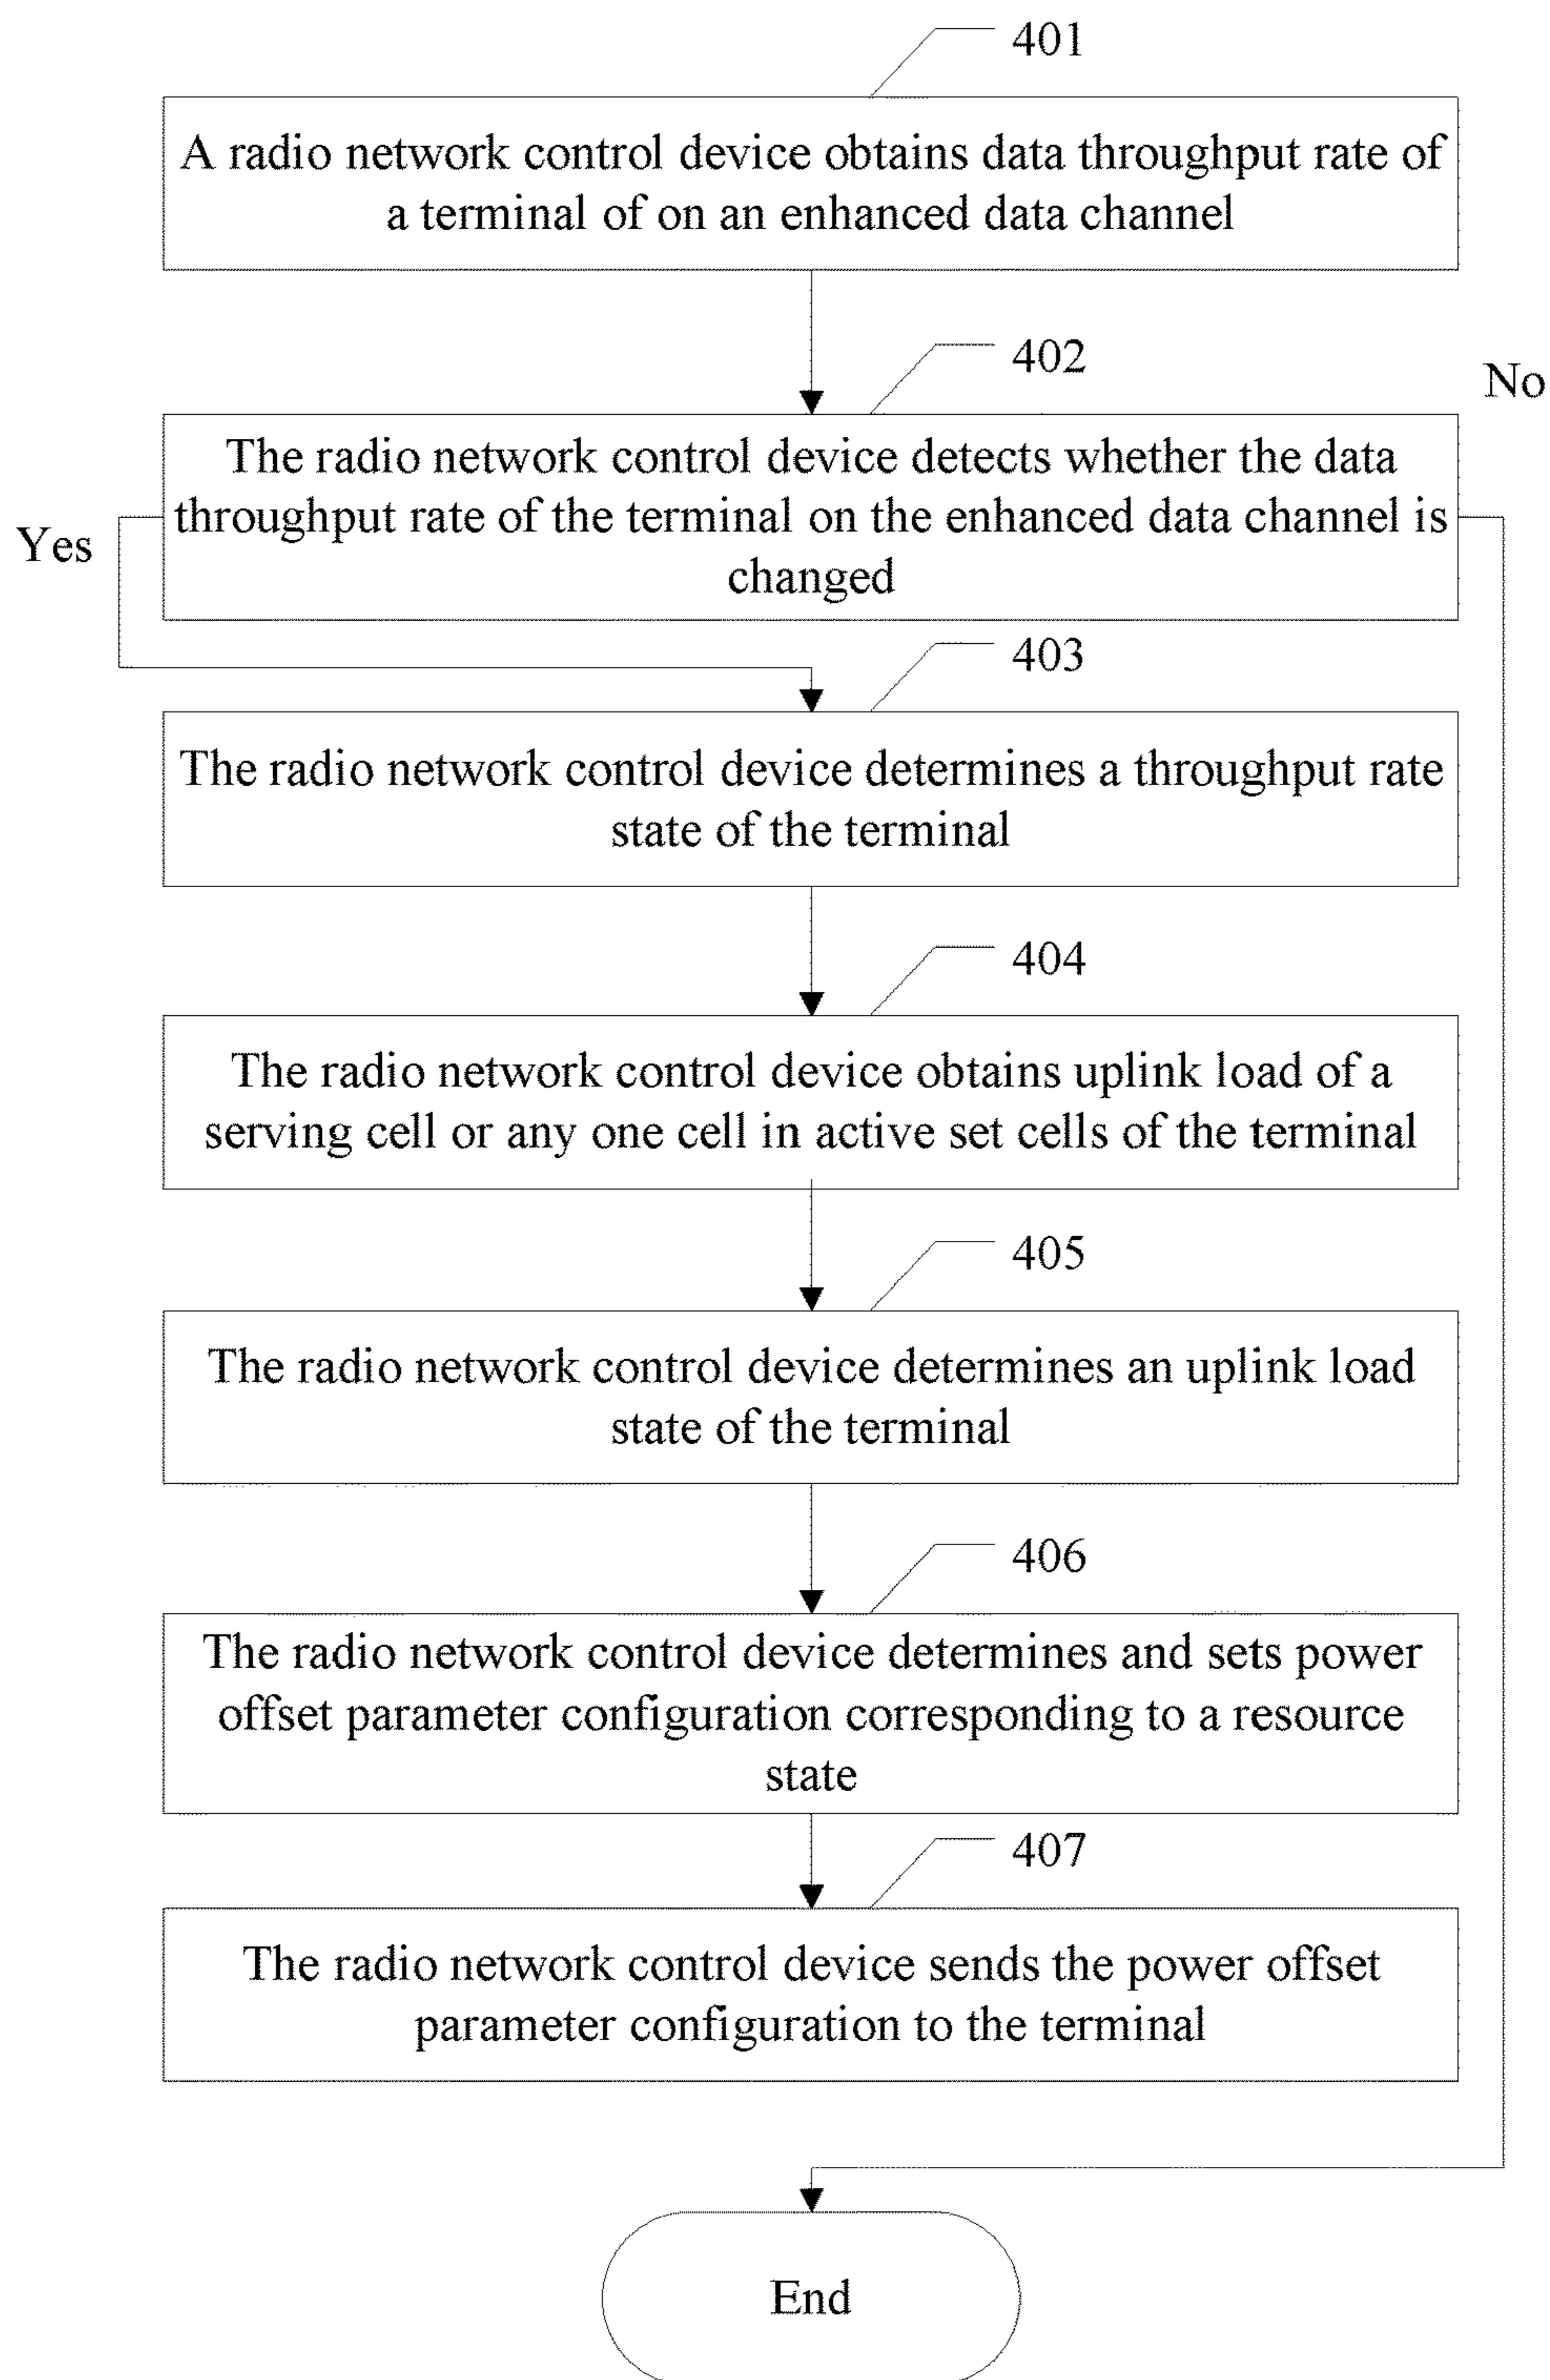 401
A radio network control device obtains data throughput rate of
a terminal of on an enhanced data channel
402
No
The radio network control device detects whether the data
throughput rate of the terminal on the enhanced data channel is
changed
Yes
403
The radio network control device determines a throughput rate
state of the terminal
404
The radio network control device obtains uplink load of a
serving cell or any one cell in active set cells of the terminal
405
The radio network control device determines an uplink load
state of the terminal
406
The radio network control device determines and sets power
offset parameter configuration corresponding to a resource
state
407
The radio network control device sends the power offset
parameter configuration to the terminal
End